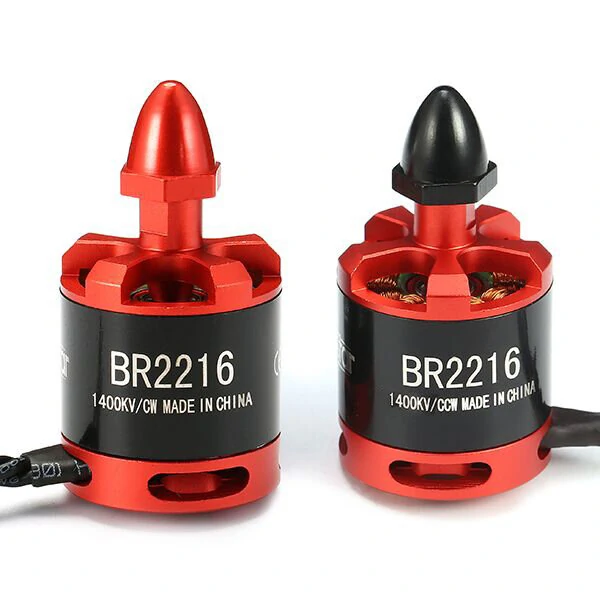 BR2216
1400KV/CW MADE IN CHINA
BR2216
1400KV/CCW MADE IN CHINA